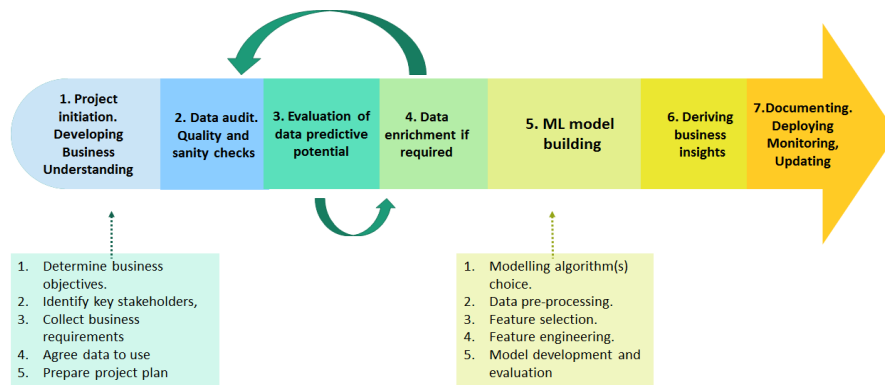 1. Project
initiation.
Developing
Business
Understanding
2. Data audit.
Quality and
sanity checks
3. Evaluation of
data predictive
potential
4. Data
enrichment if
required
5. ML model
building
6. Deriving
business
insights
7.Documenting.
Deploying
Monitoring,
Updating
1. Determine business
objectives.
2. Identify key stakeholders,
3. Collect business
requirements
4. Agree data to use
5. Prepare project plan
1. Modelling algorithm(s)
choice.
2. Data pre-processing.
3. Feature selection.
4. Feature engineering.
5. Model development and
evaluation